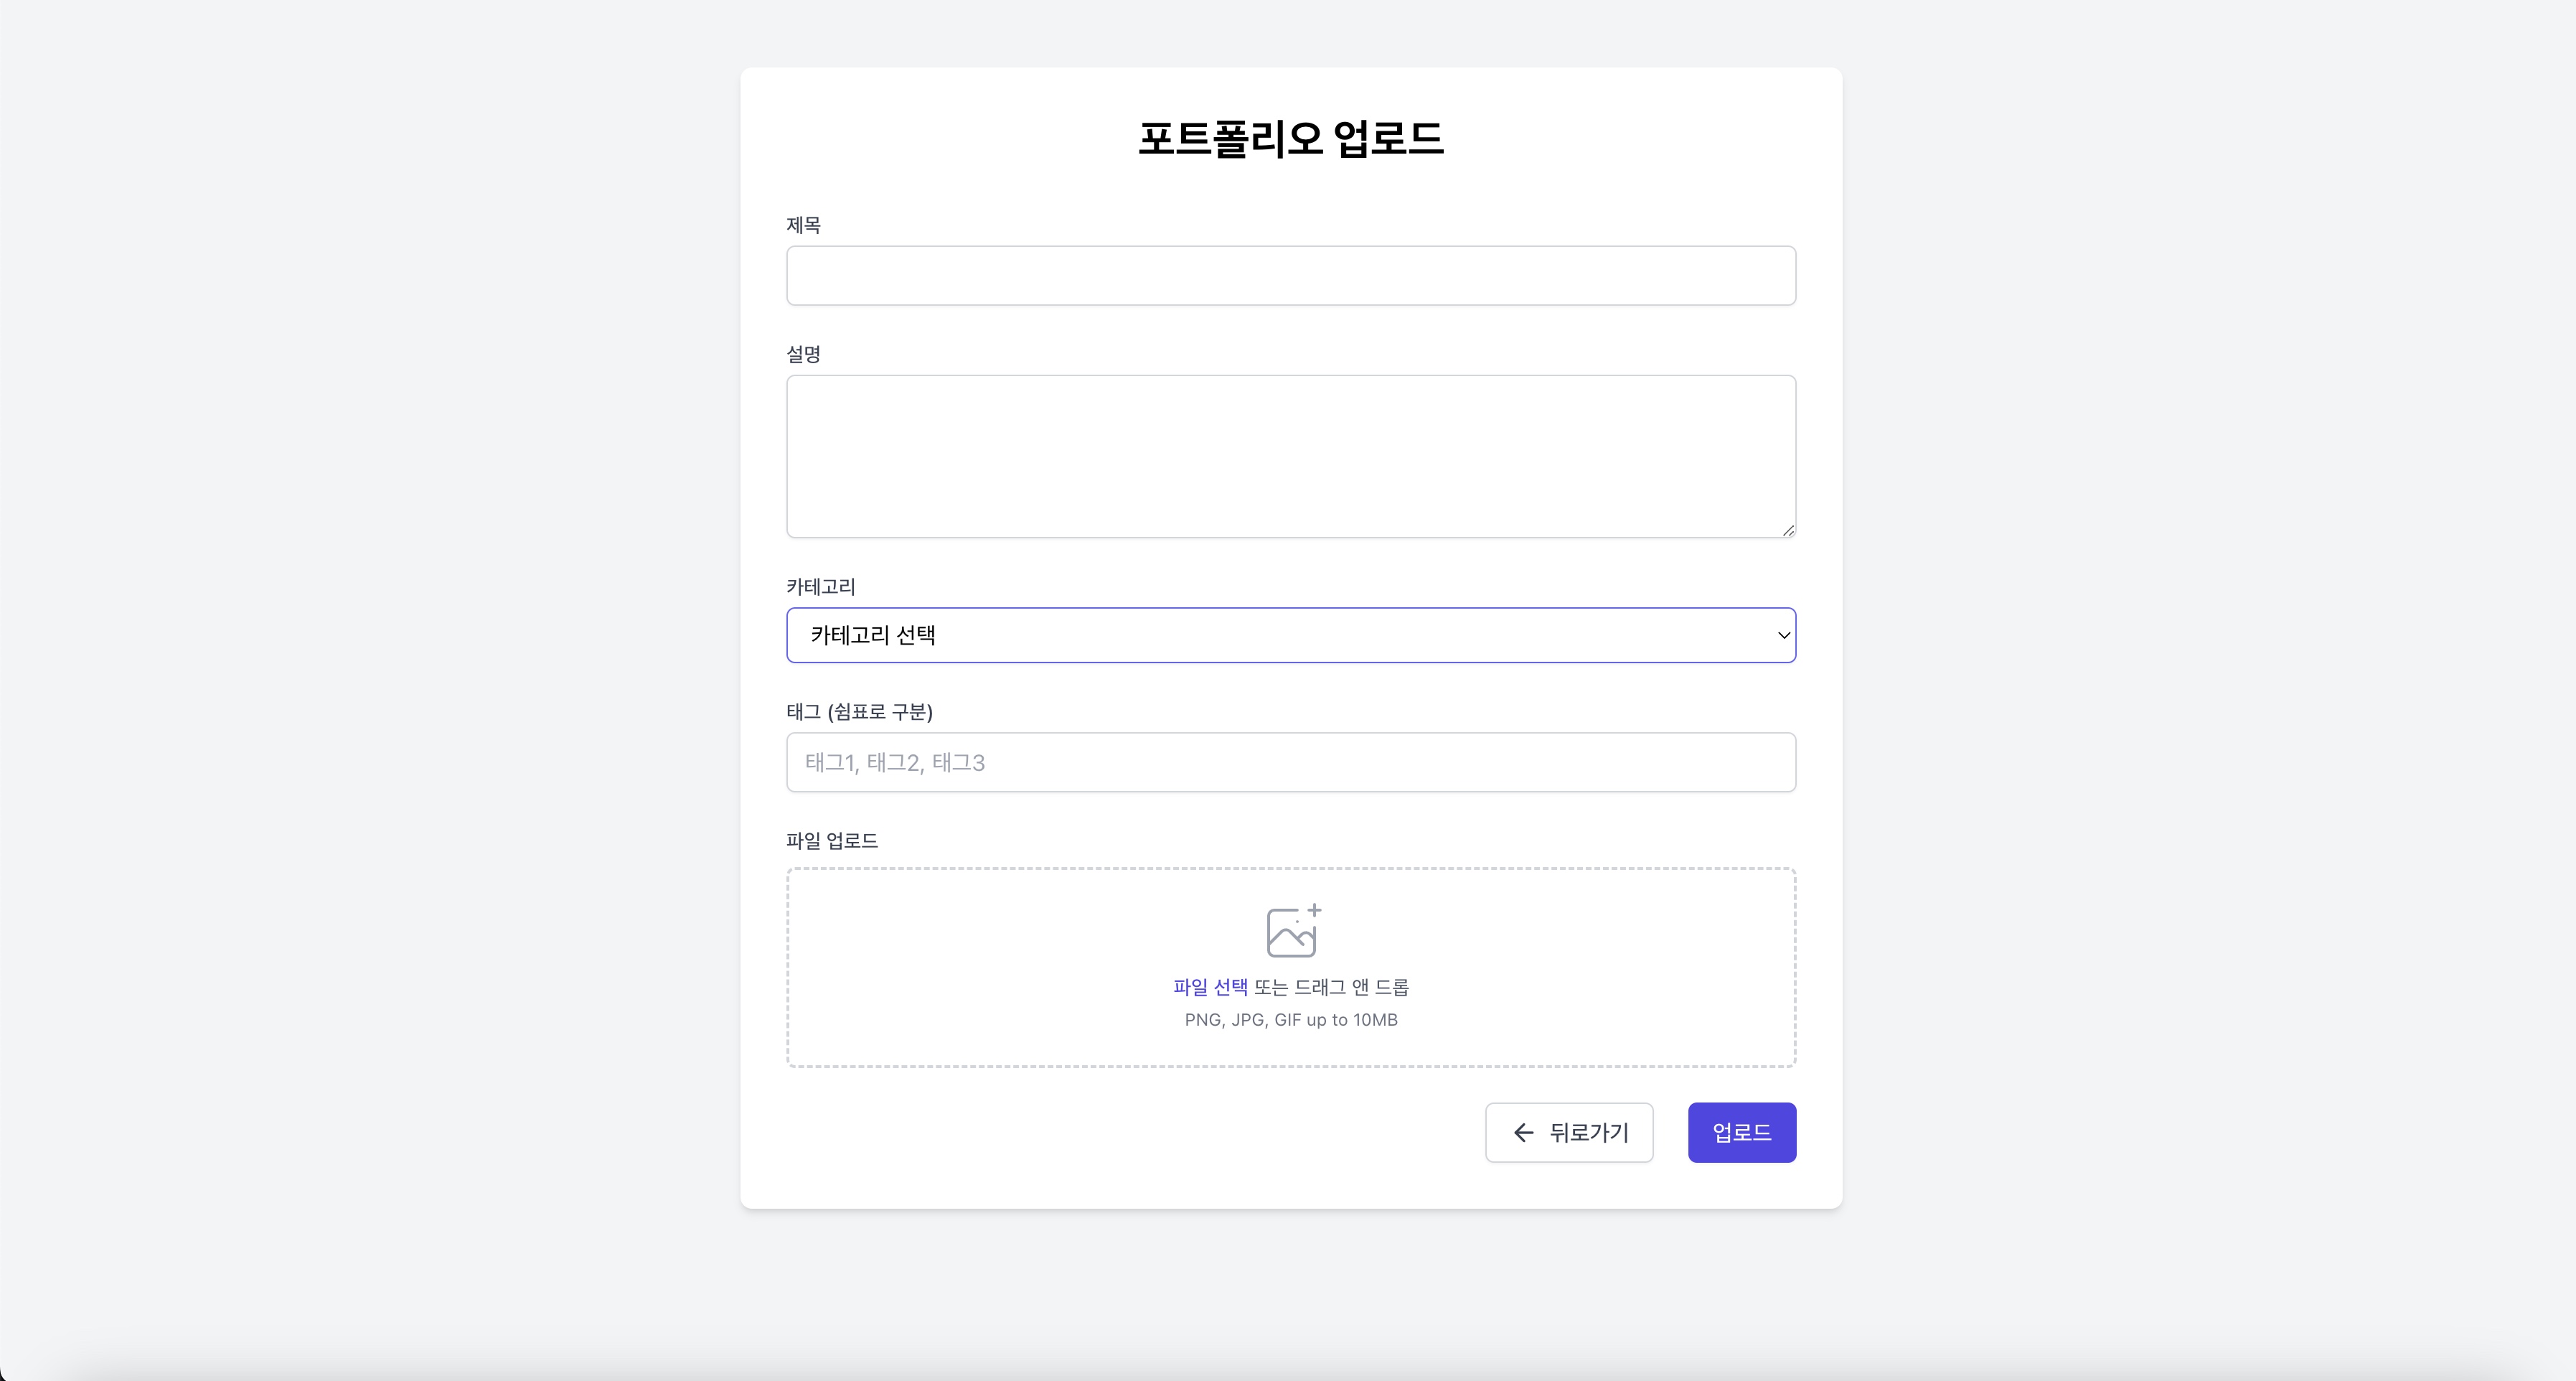 포트폴리오 업로드
제목
설명
카테고리
카테고리 선택
태그 (쉼표로 구분)
태그1, 태그2, 태그3
파일 업로드
파일 선택 또는 드래그 앤 드롭
PNG, JPG, GIF up to 10MB
뒤로가기
업로드